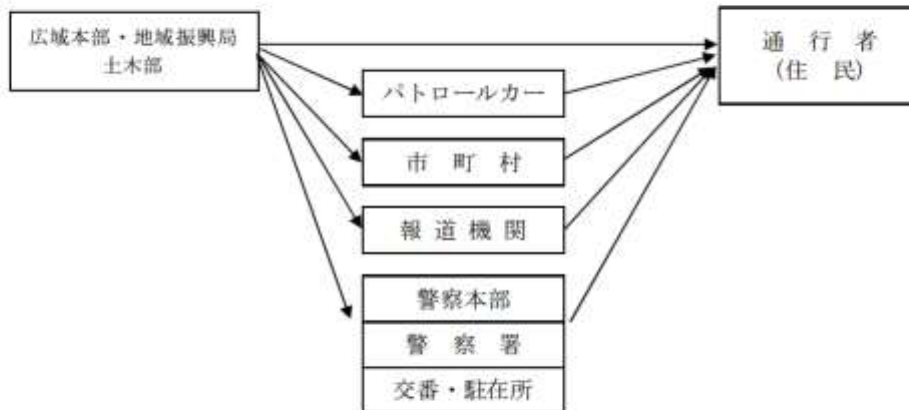 広域本部・地域振興局
土木部
通 行 者
(住 民)
パトロールカー
市 町 村
報 道 機 関
警察本部
警 察 署
交番・駐在所